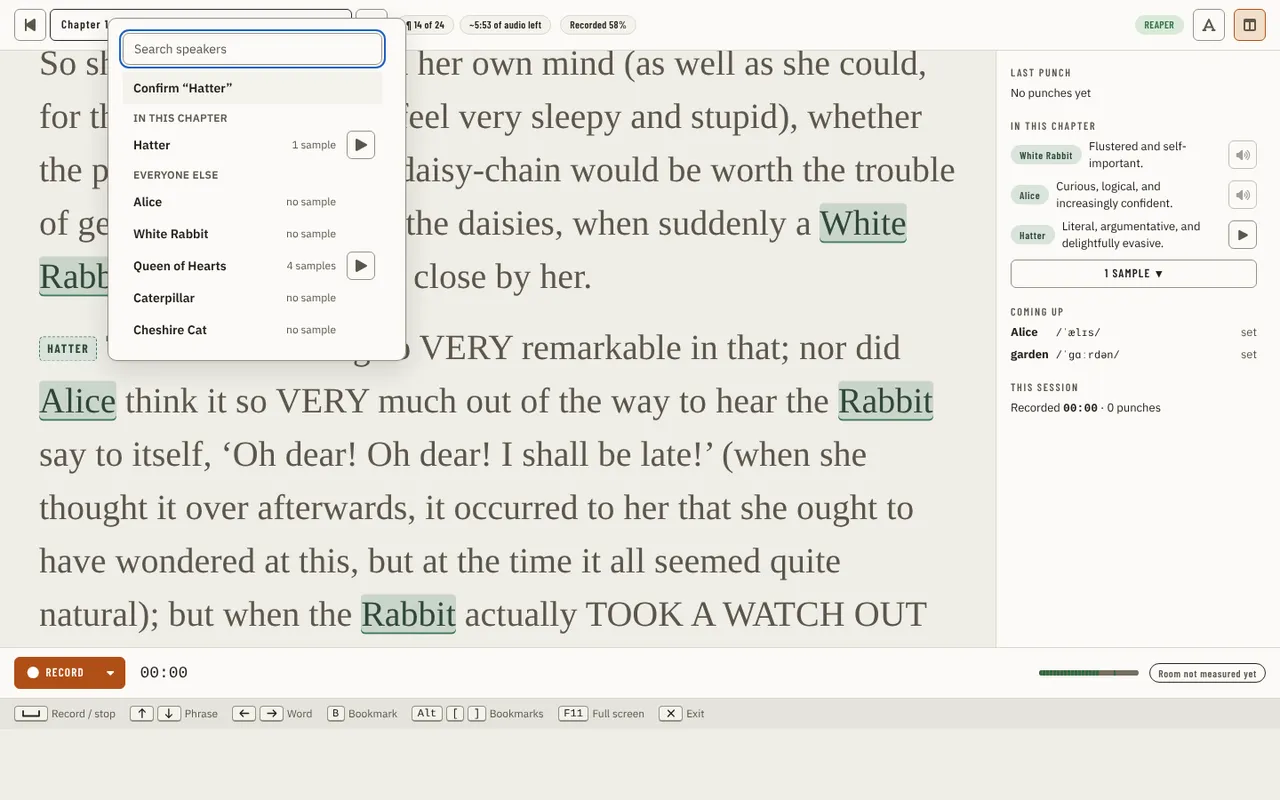 Chapter 1
¶ 14 of 24
~5:53 of audio left
Recorded 58%
REAPER
A
Search speakers
Confirm “Hatter”
IN THIS CHAPTER
Hatter 1 sample
EVERYONE ELSE
Alice no sample
White Rabbit no sample
Queen of Hearts 4 samples
Caterpillar no sample
Cheshire Cat no sample
So sh her own mind (as well as she could,
for th feel very sleepy and stupid), whether
the p daisy-chain would be worth the trouble
of ge the daisies, when suddenly a White
Rabb close by her.
HATTER VERY remarkable in that; nor did
Alice think it so VERY much out of the way to hear the Rabbit
say to itself, ‘Oh dear! Oh dear! I shall be late!’ (when she
thought it over afterwards, it occurred to her that she ought to
have wondered at this, but at the time it all seemed quite
natural); but when the Rabbit actually TOOK A WATCH OUT
LAST PUNCH
No punches yet
IN THIS CHAPTER
White Rabbit Flustered and self-
important.
Alice Curious, logical, and
increasingly confident.
Hatter Literal, argumentative, and
delightfully evasive.
1 SAMPLE ▼
COMING UP
Alice /ˈælɪs/ set
garden /ˈɡɑːrdən/ set
THIS SESSION
Recorded 00:00 · 0 punches
RECORD 00:00
Room not measured yet
Record / stop ↑ ↓ Phrase ← → Word B Bookmark Alt [ ] Bookmarks F11 Full screen ✕ Exit